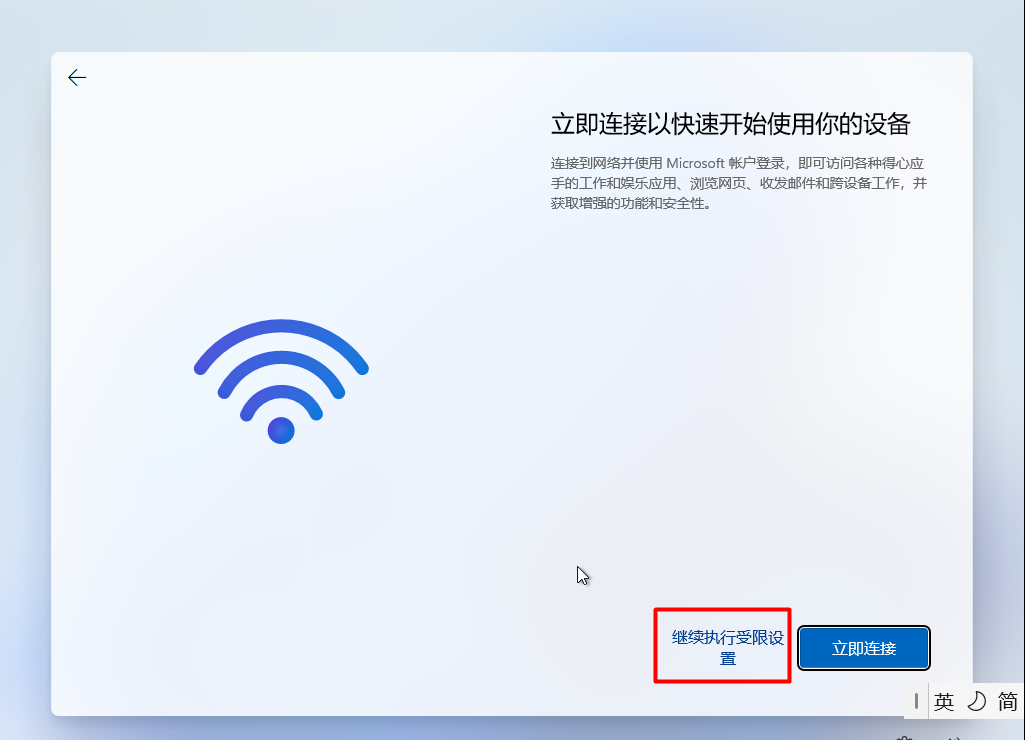 立即连接以快速开始使用你的设备
连接到网络并使用 Microsoft 帐户登录，即可访问各种得心应
手的工作和娱乐应用、浏览网页、收发邮件和跨设备工作，并
获取增强的功能和安全性。
继续执行受限设
置
立即连接
英 简